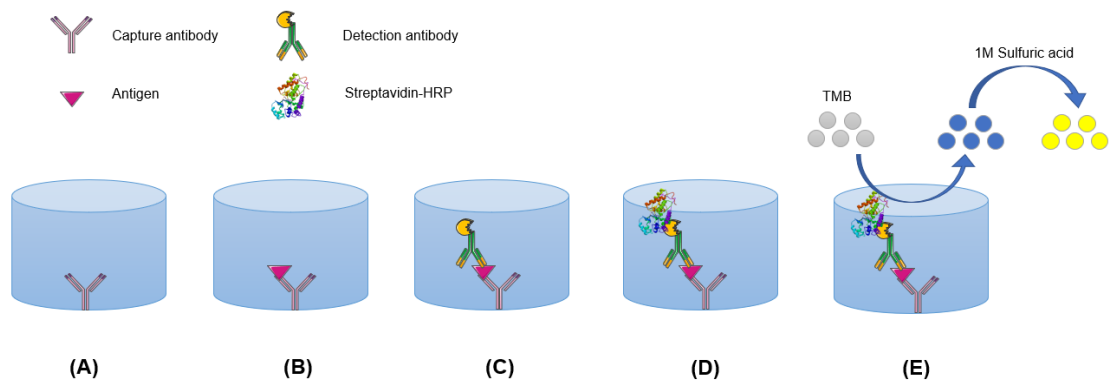 Capture antibody
Detection antibody
Antigen
Streptavidin-HRP
1M Sulfuric acid
TMB
(A)
(B)
(C)
(D)
(E)